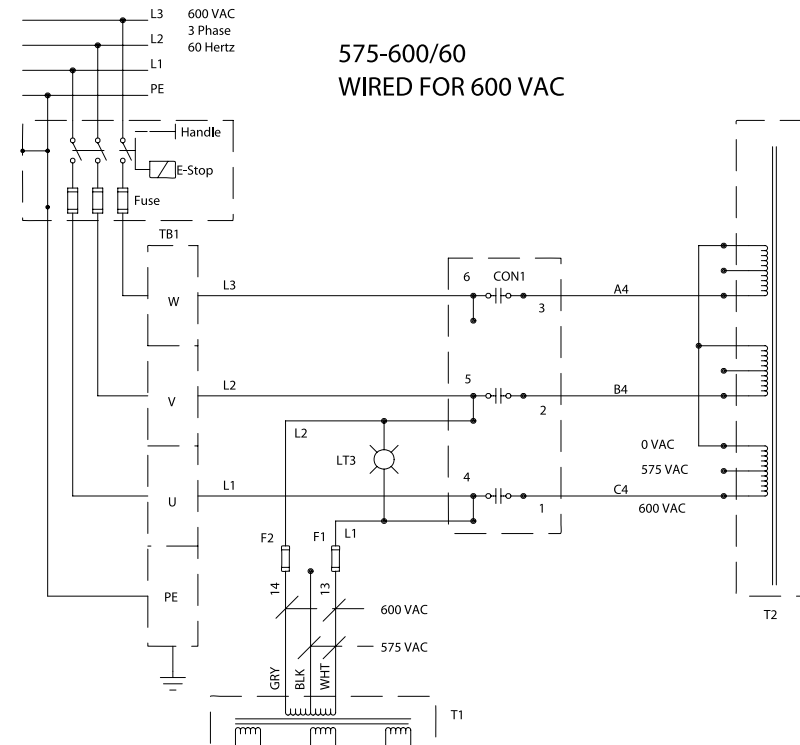 L3 600 VAC
3 Phase
L2 60 Hertz
L1
PE
575-600/60
WIRED FOR 600 VAC
Handle
E-Stop
Fuse
TB1
W
L3
6 CON1
3
A4
V
L2
5
2
B4
L2
LT3
0 VAC
575 VAC
600 VAC
U
L1
4
1
C4
F2 F1 L1
14 13
600 VAC
575 VAC
PE
GRY BLK WHT
T1
T2